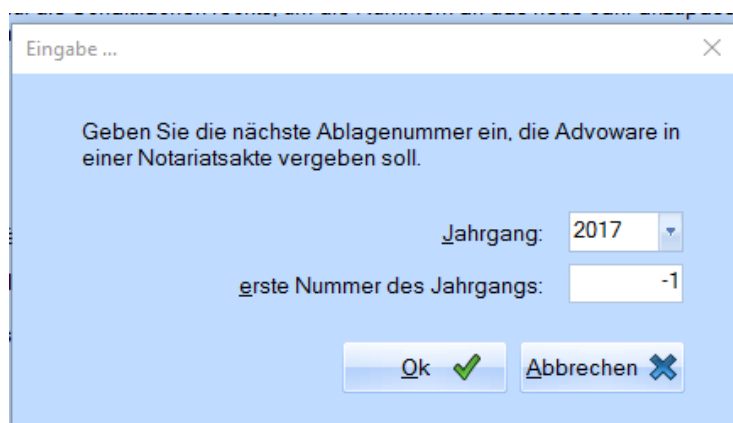 Eingabe ...
Geben Sie die nächste Ablagenummer ein, die Advoware in
einer Notariatsakte vergeben soll.
Jahrgang: 2017
erste Nummer des Jahrgangs: -1
Ok Abbrechen